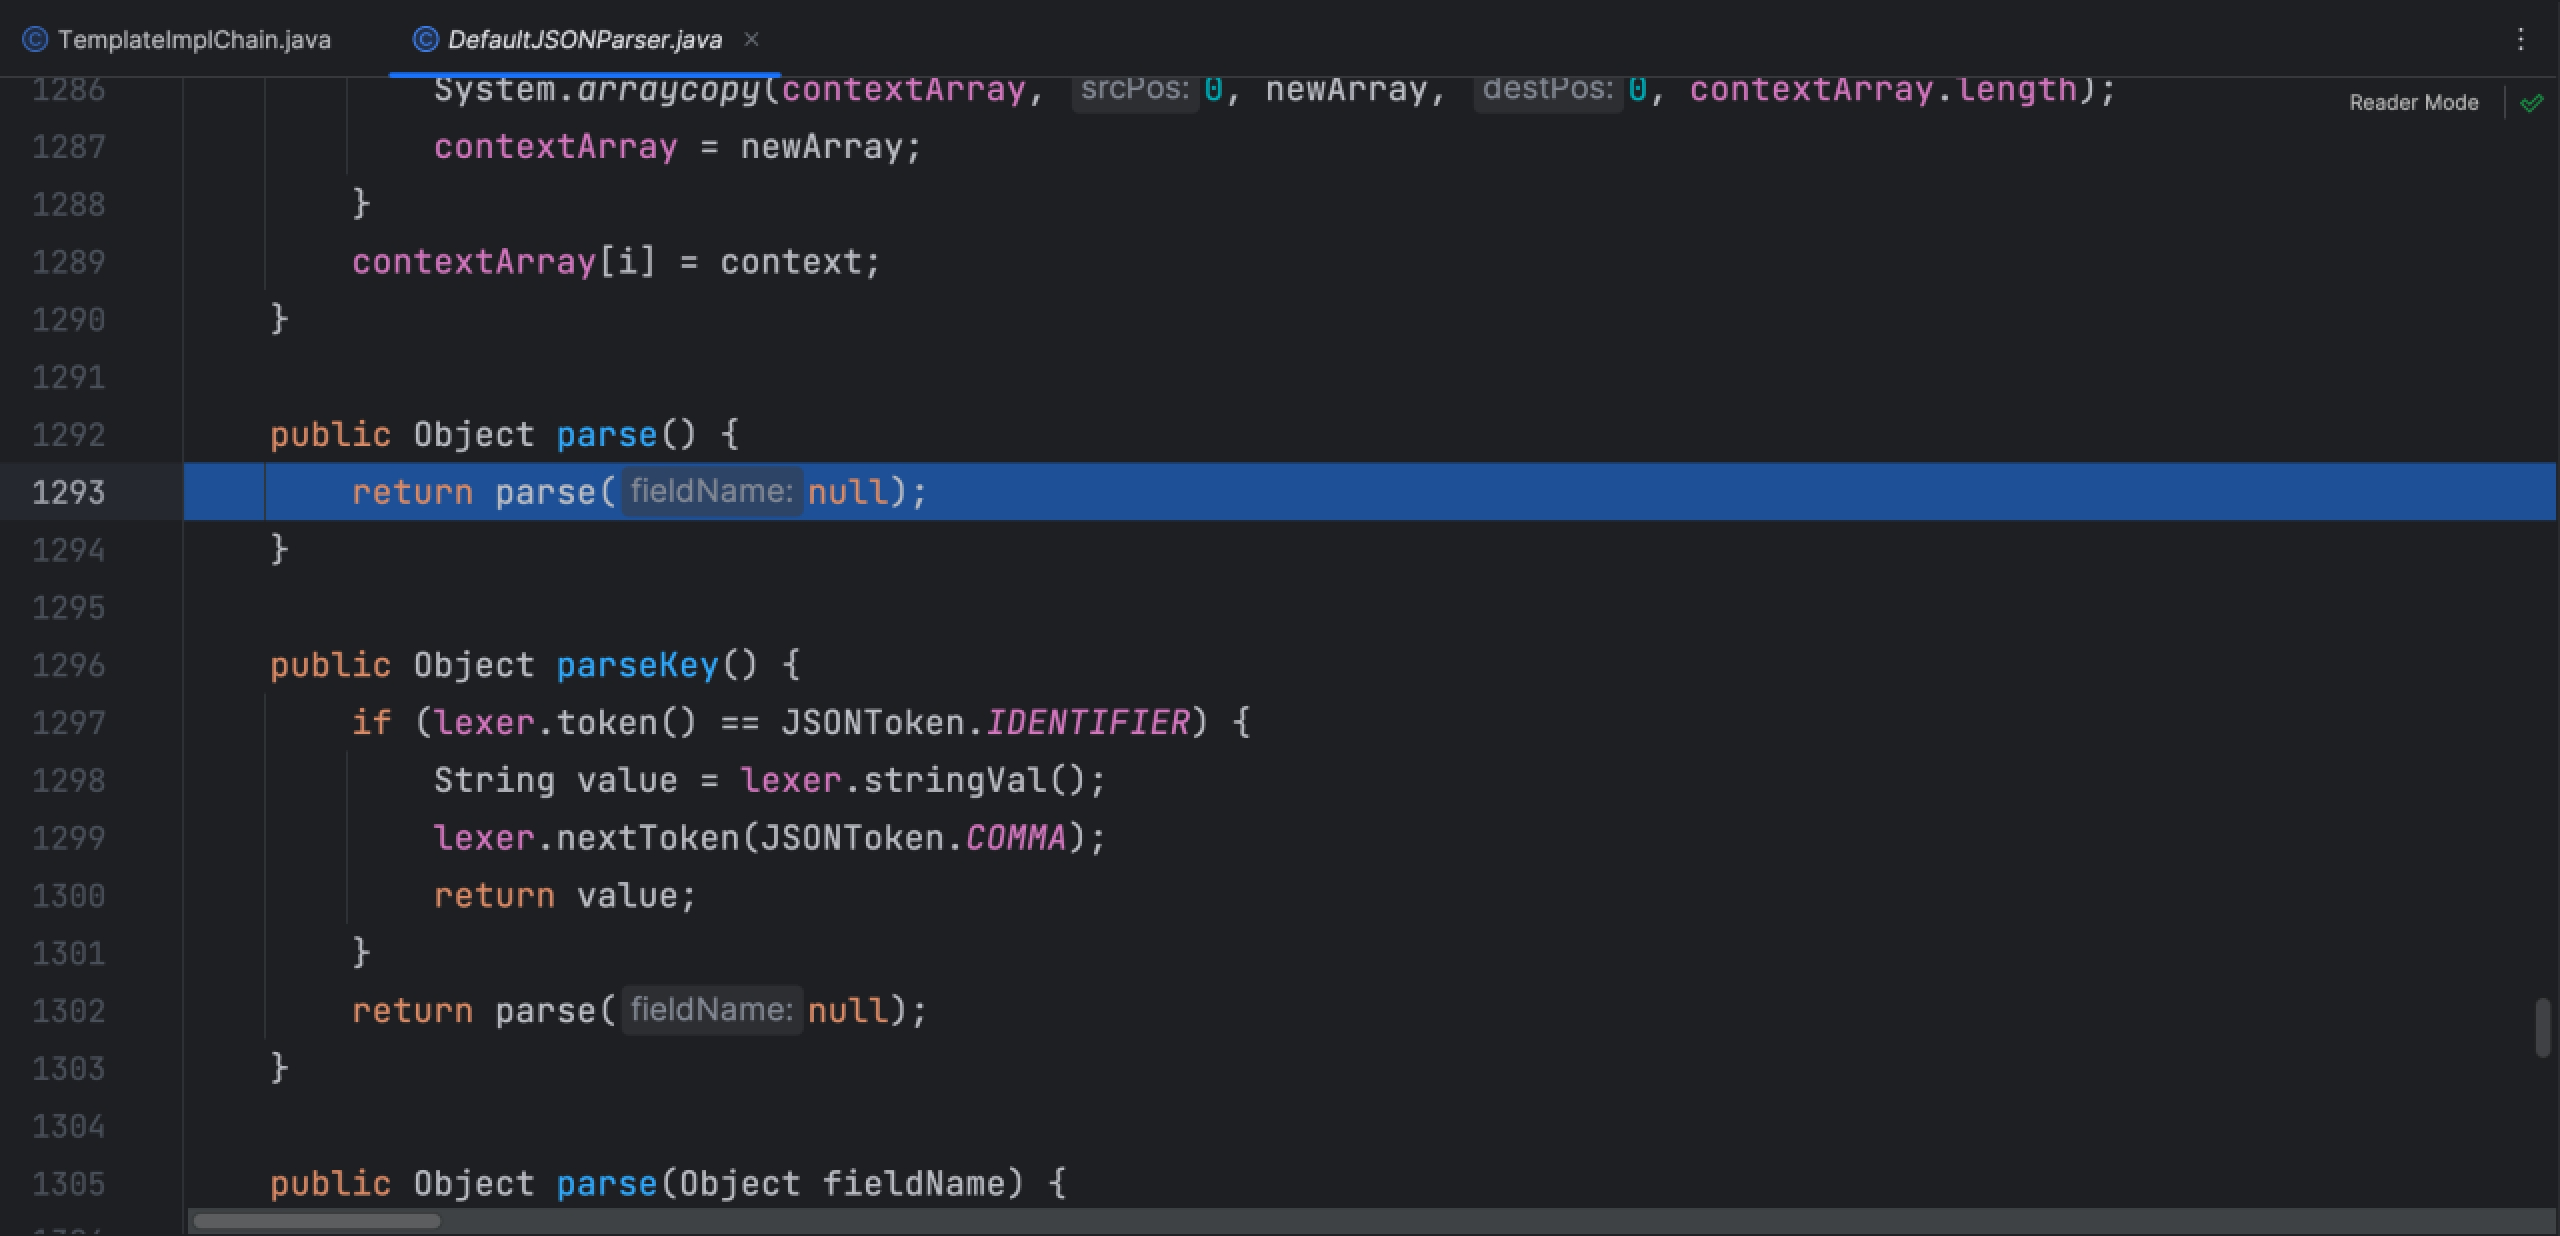 TemplateImplChain.java DefaultJSONParser.java
Reader Mode
1286 System.arraycopy(contextArray, srcPos: 0, newArray, destPos: 0, contextArray.length);
1287 contextArray = newArray;
1288 }
1289 contextArray[i] = context;
1290 }
1291
1292 public Object parse() {
1293 return parse( fieldName: null);
1294 }
1295
1296 public Object parseKey() {
1297 if (lexer.token() == JSONToken.IDENTIFIER) {
1298 String value = lexer.stringVal();
1299 lexer.nextToken(JSONToken.COMMA);
1300 return value;
1301 }
1302 return parse( fieldName: null);
1303 }
1304
1305 public Object parse(Object fieldName) {